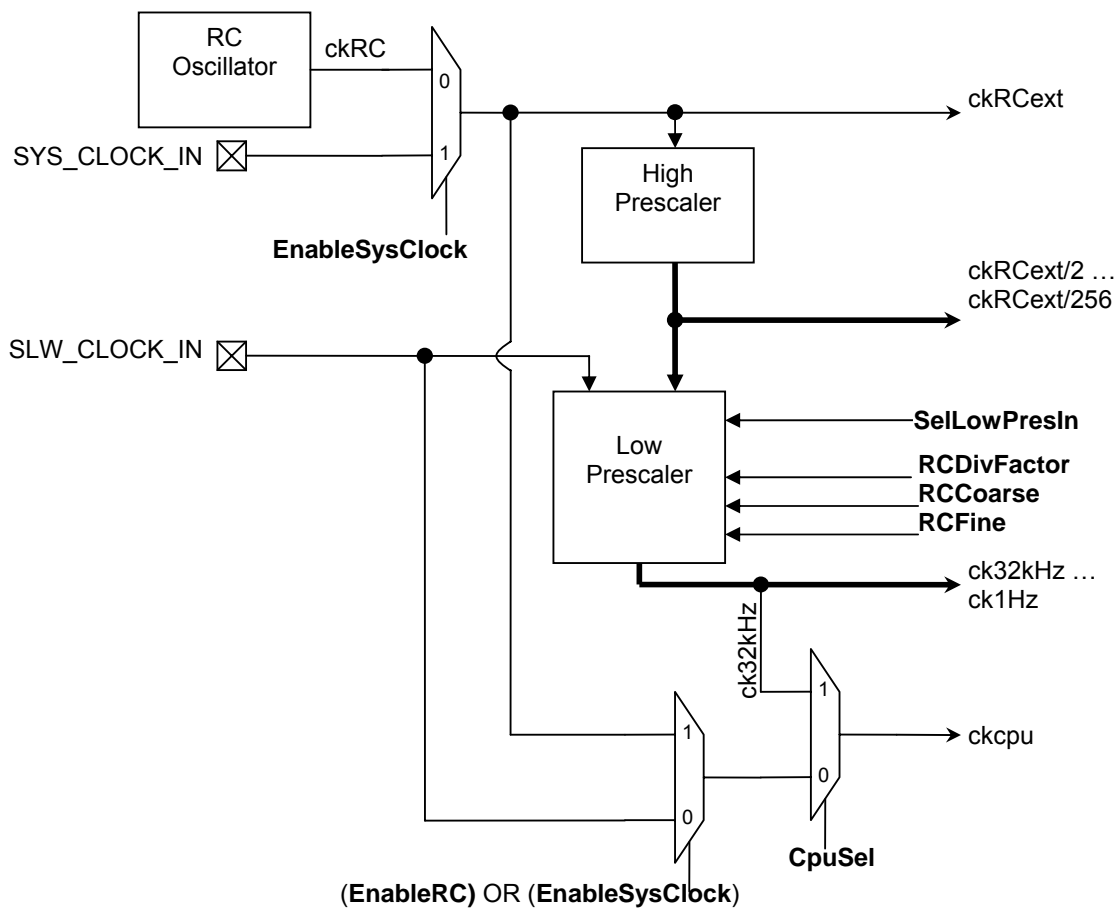 RC
Oscillator
ckRC
0
1
SYS_CLOCK_IN
EnableSysClock
ckRCext
High
Prescaler
ckRCext/2 …
ckRCext/256
SLW_CLOCK_IN
Low
Prescaler
SelLowPresIn
RCDivFactor
RCCoarse
RCFine
ck32kHz …
ck1Hz
ck32kHz
1
0
1
0
ckcpu
CpuSel
(EnableRC) OR (EnableSysClock)